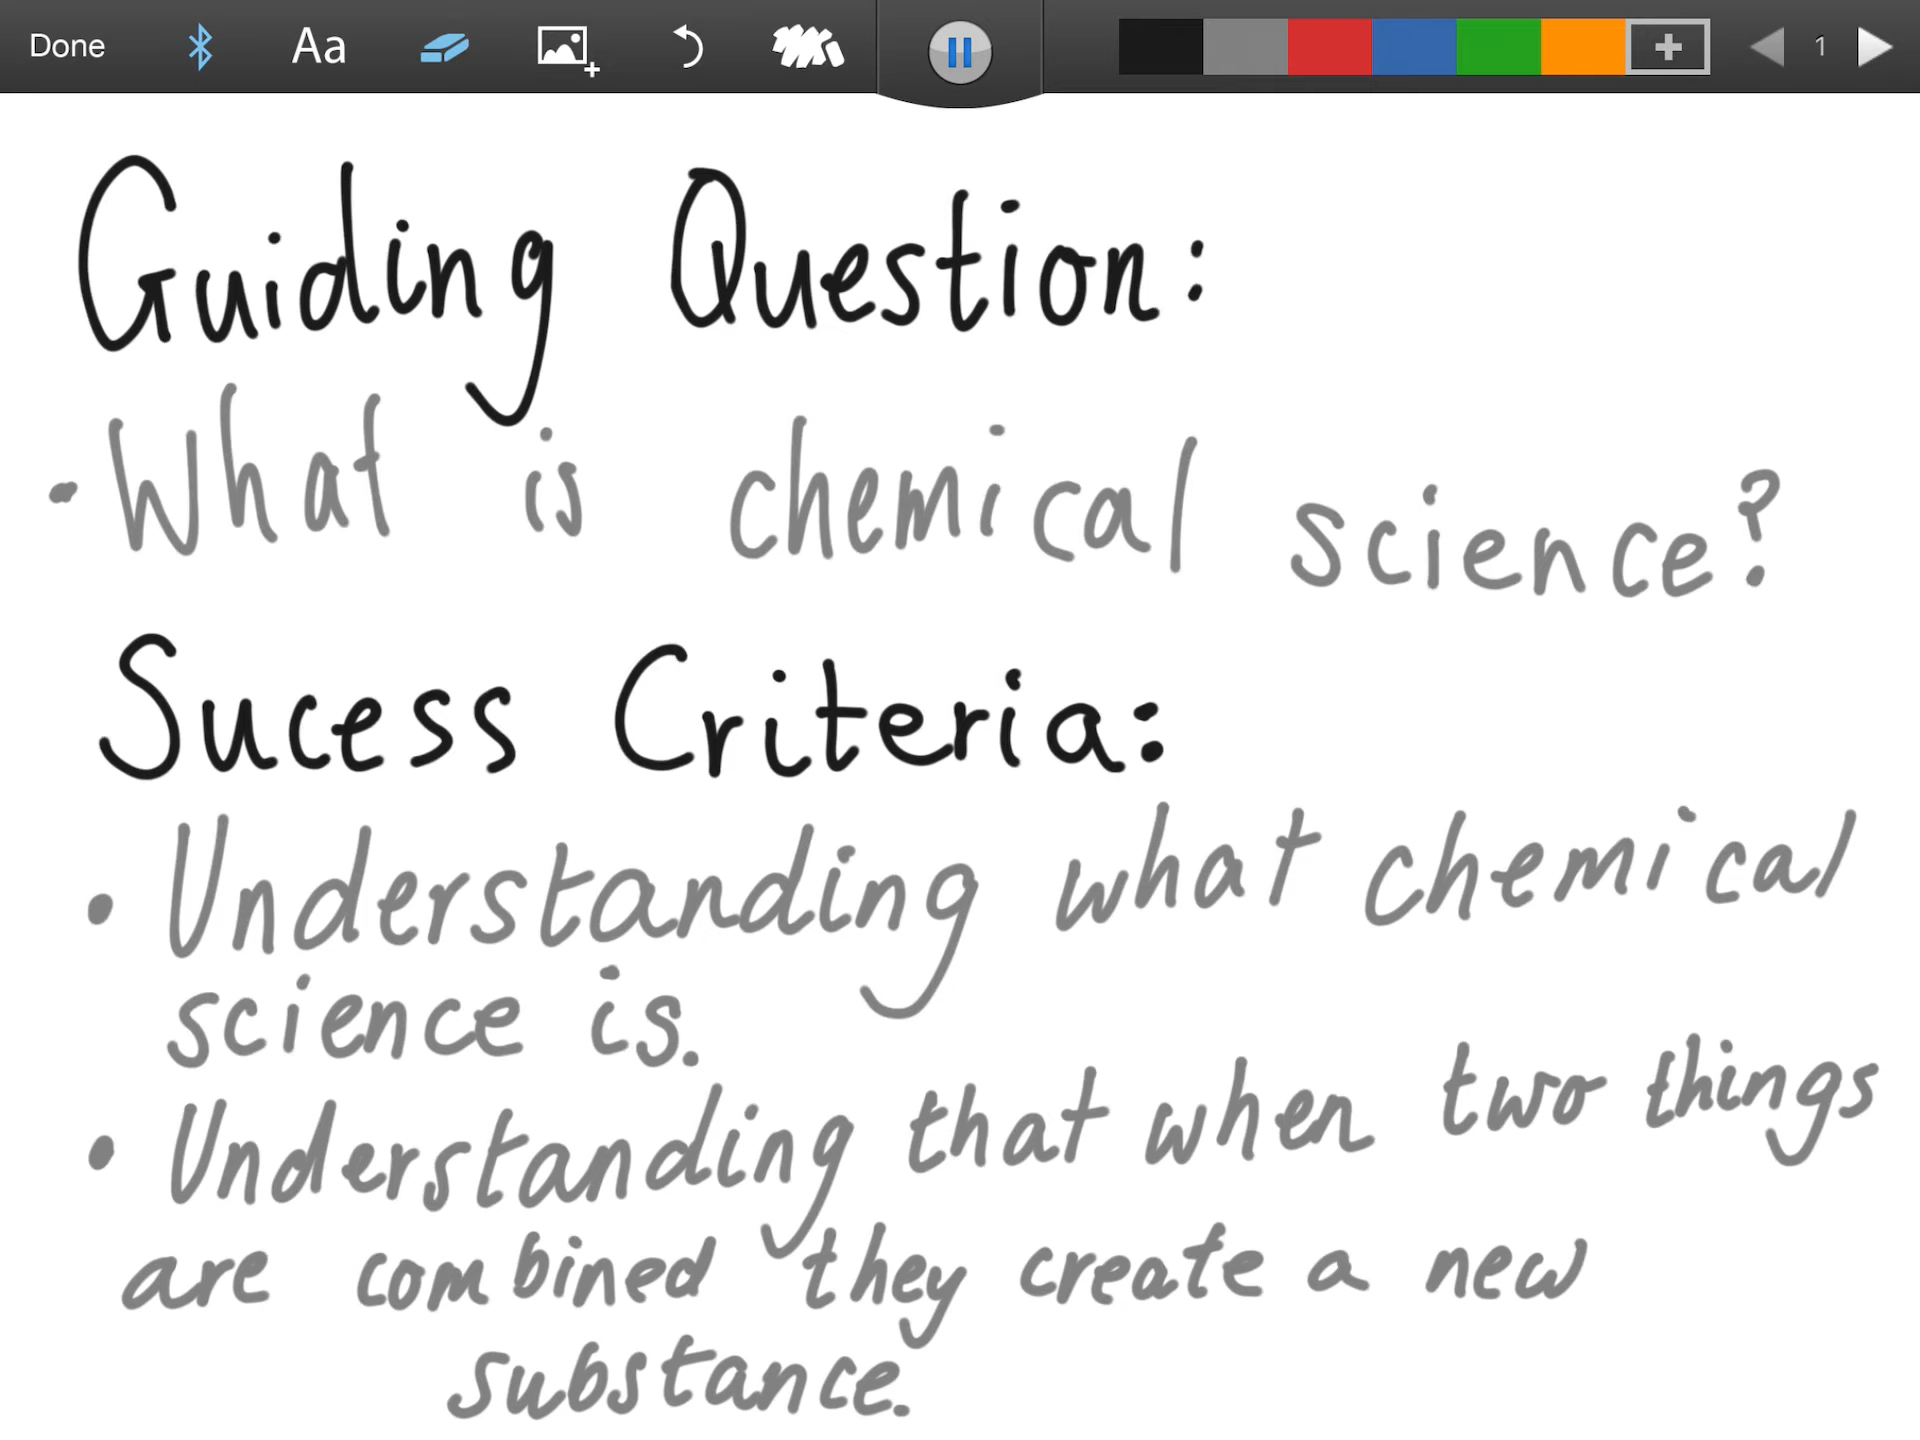 Done Aa 1
Guiding Question:
• What is chemical science?
Sucess Criteria:
• Understanding what chemical
science is.
• Understanding that when two things
are combined they create a new
substance.